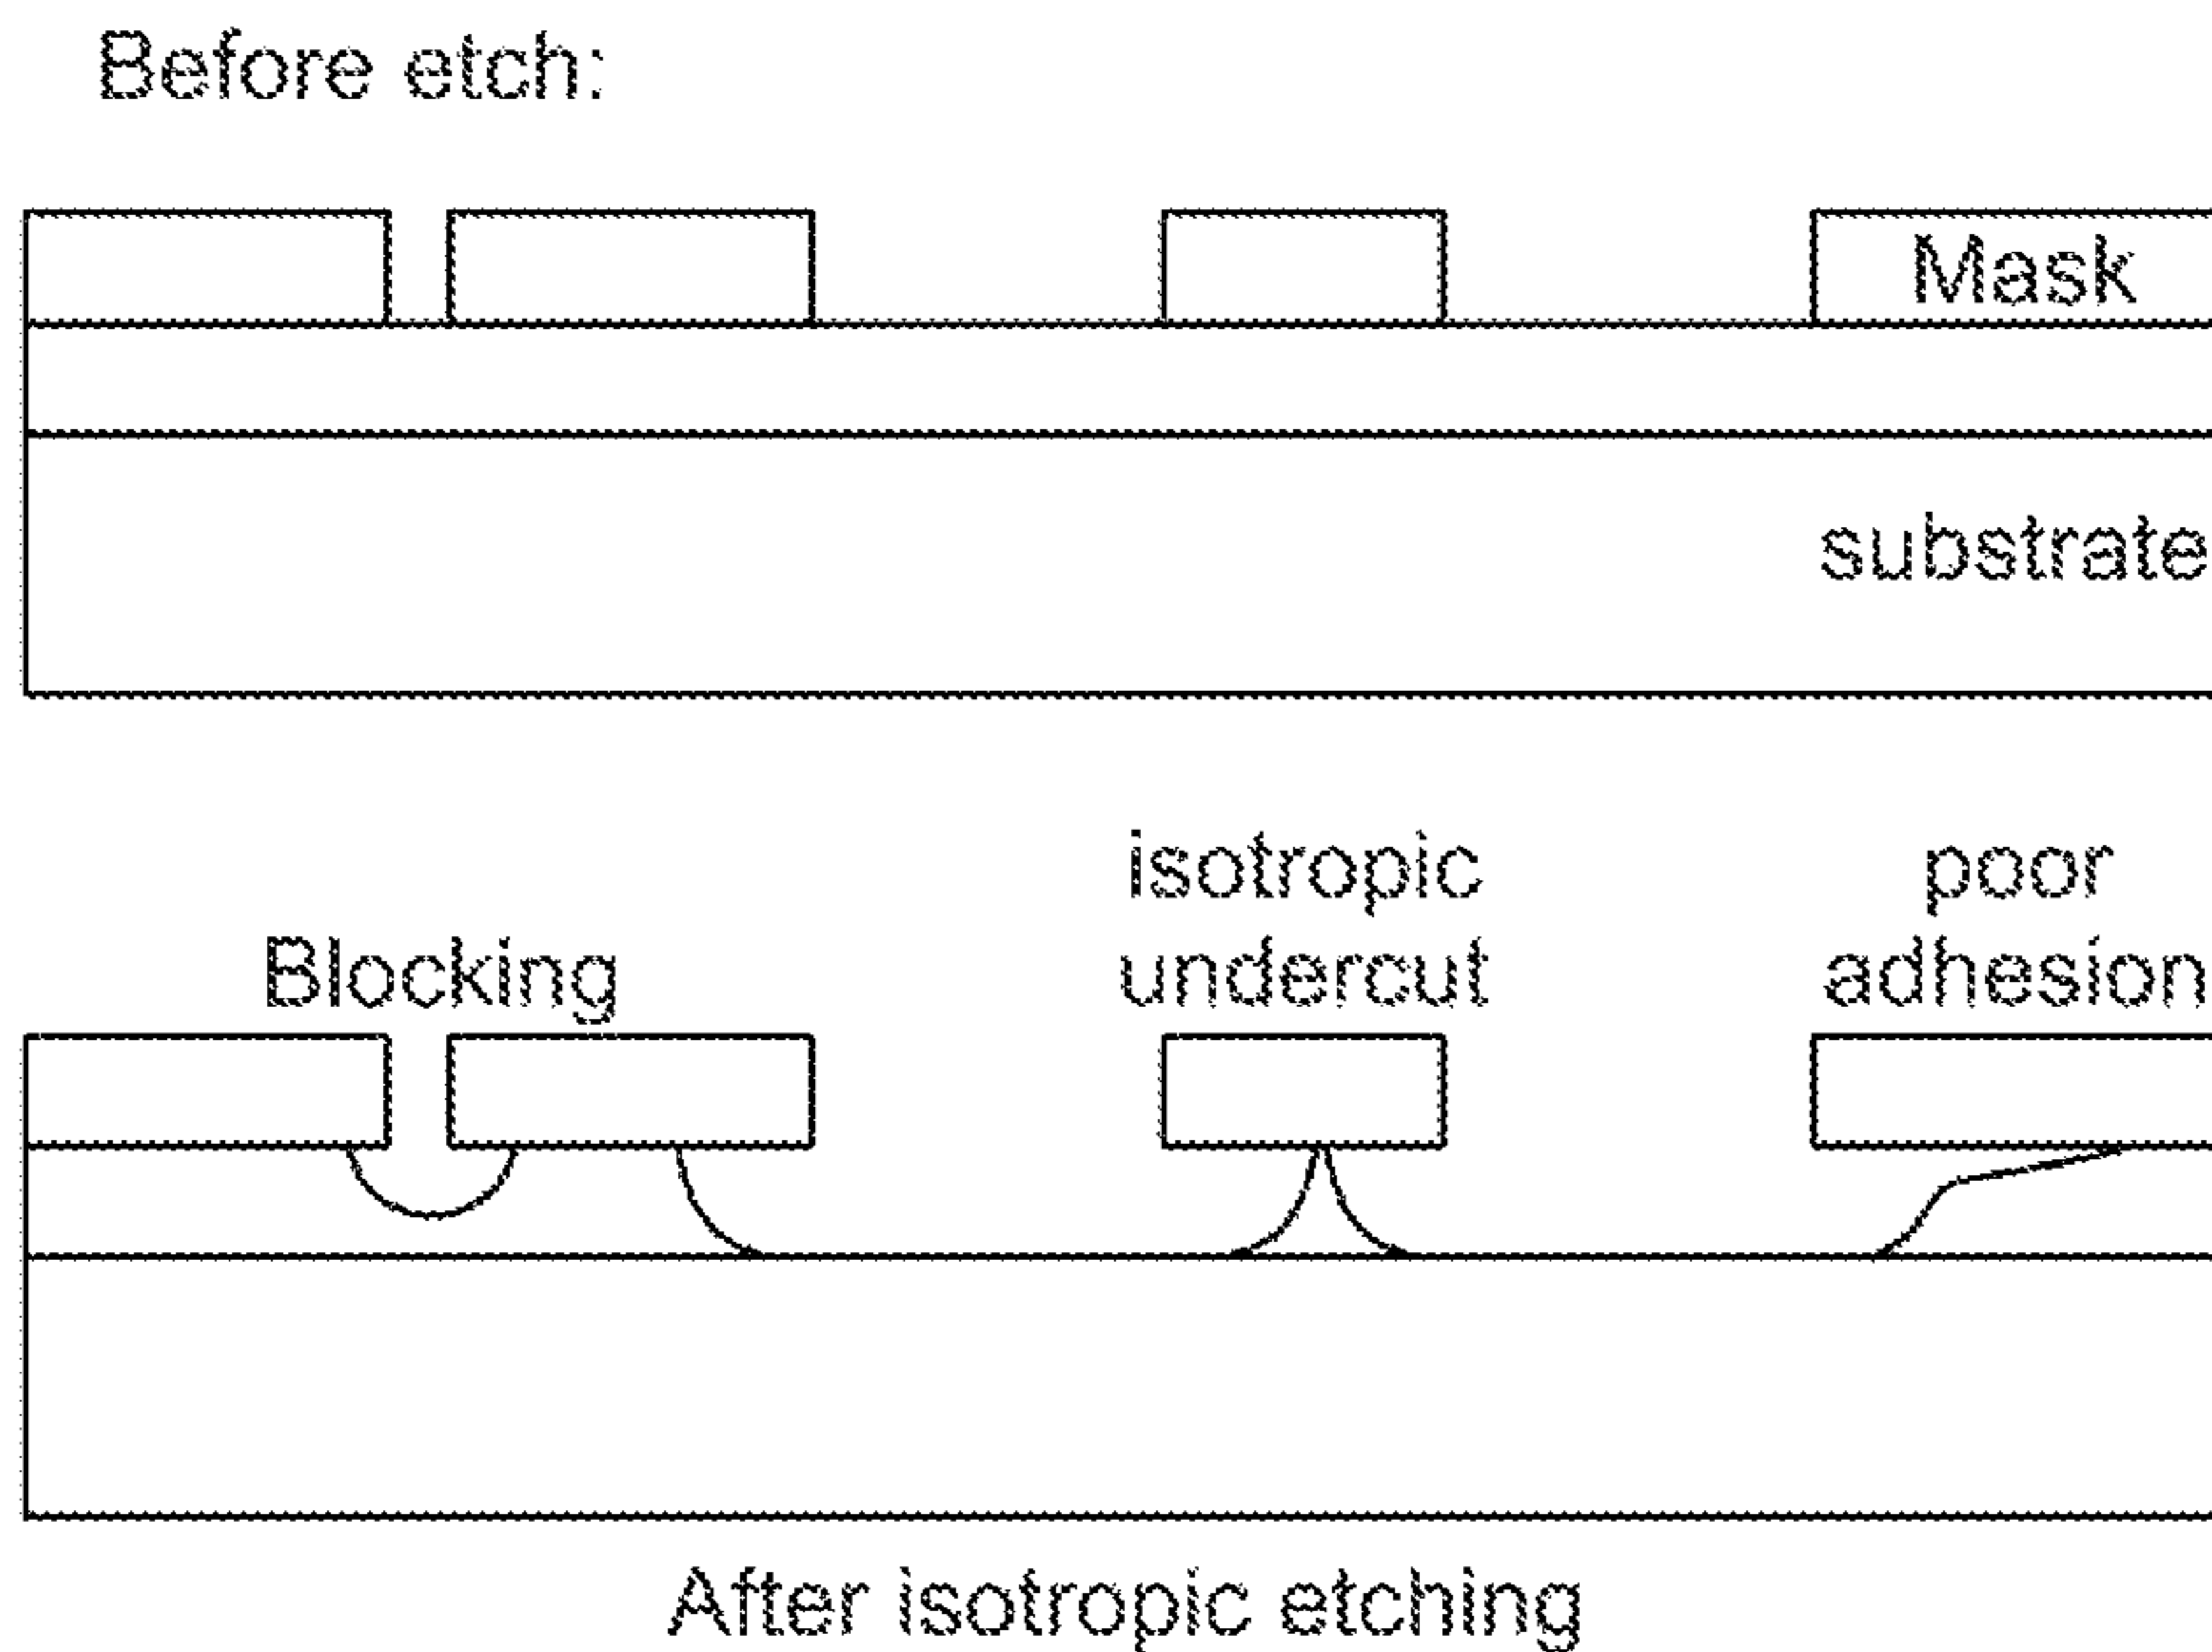 Before etch:
Mask
substrate
Blocking
isotropic
undercut
poor
adhesion
After isotropic etching